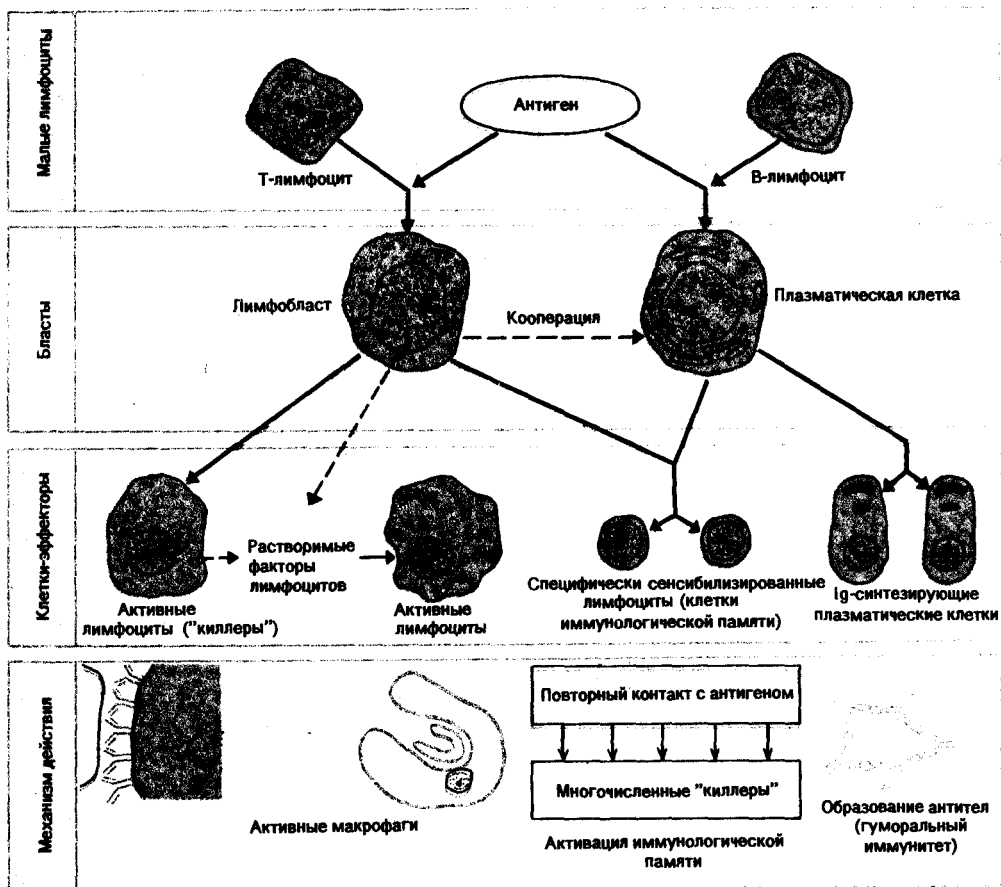 Малые лимфоциты
Антиген
Т-лимфоцит
В-лимфоцит
Бласты
Лимфобласт
Кооперация
Плазматическая клетка
Клетки-эффекторы
Активные
лимфоциты ("киллеры")
Растворимые
факторы
лимфоцитов
Активные
лимфоциты
Специфически сенсибилизированные
лимфоциты (клетки
иммунологической памяти)
Ig-синтезирующие
плазматические клетки
Механизм действия
Активные макрофаги
Повторный контакт с антигеном
Многочисленные "киллеры"
Активация иммунологической
памяти
Образование антител
(гуморальный
иммунитет)